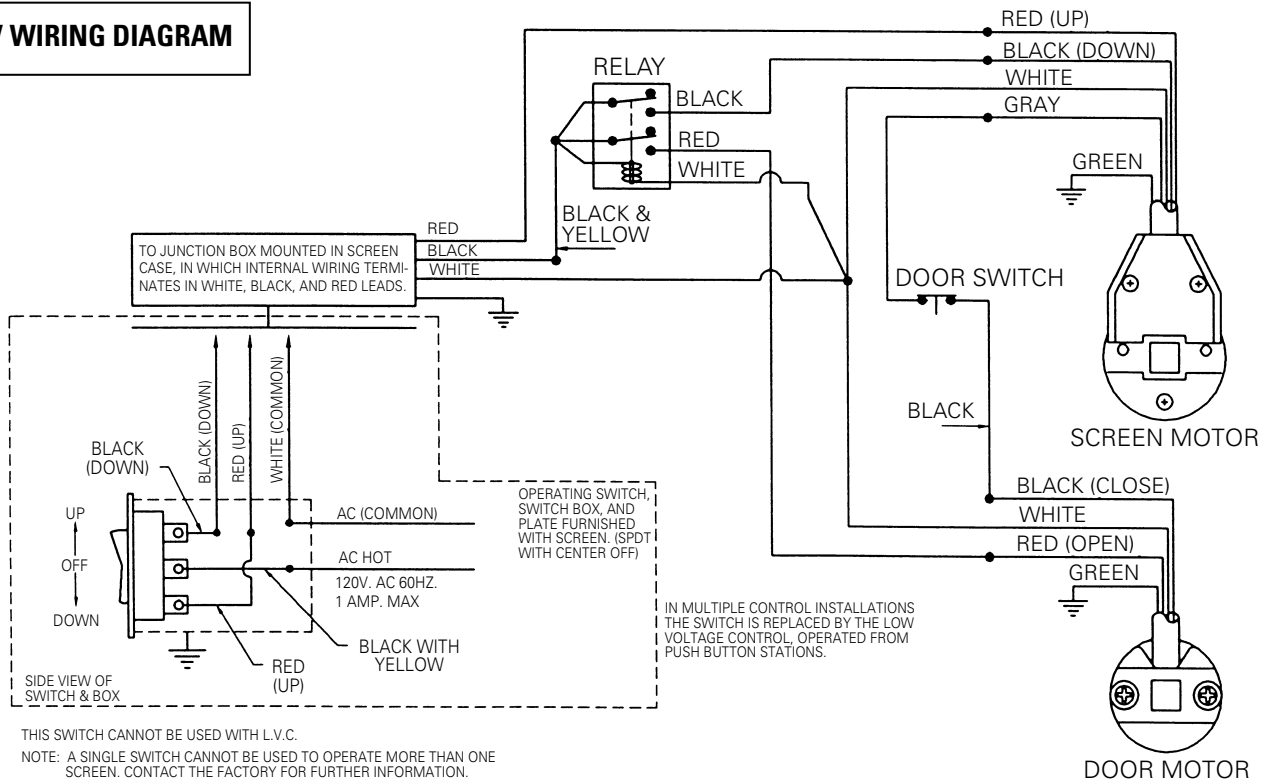 WIRING DIAGRAM
RED (UP)
BLACK (DOWN)
WHITE
GRAY
GREEN
RELAY
BLACK
RED
WHITE
BLACK &
YELLOW
RED
BLACK
WHITE
TO JUNCTION BOX MOUNTED IN SCREEN
CASE, IN WHICH INTERNAL WIRING TERMI-
NATES IN WHITE, BLACK, AND RED LEADS.
DOOR SWITCH
BLACK
SCREEN MOTOR
BLACK (CLOSE)
WHITE
RED (OPEN)
GREEN
DOOR MOTOR
BLACK (DOWN)
RED (UP)
WHITE (COMMON)
BLACK
(DOWN)
UP
OFF
DOWN
AC (COMMON)
AC HOT
120V. AC 60HZ.
1 AMP. MAX
OPERATING SWITCH,
SWITCH BOX, AND
PLATE FURNISHED
WITH SCREEN. (SPDT
WITH CENTER OFF)
BLACK WITH
YELLOW
RED
(UP)
IN MULTIPLE CONTROL INSTALLATIONS
THE SWITCH IS REPLACED BY THE LOW
VOLTAGE CONTROL, OPERATED FROM
PUSH BUTTON STATIONS.
SIDE VIEW OF
SWITCH & BOX
THIS SWITCH CANNOT BE USED WITH L.V.C.
NOTE: A SINGLE SWITCH CANNOT BE USED TO OPERATE MORE THAN ONE
SCREEN. CONTACT THE FACTORY FOR FURTHER INFORMATION.